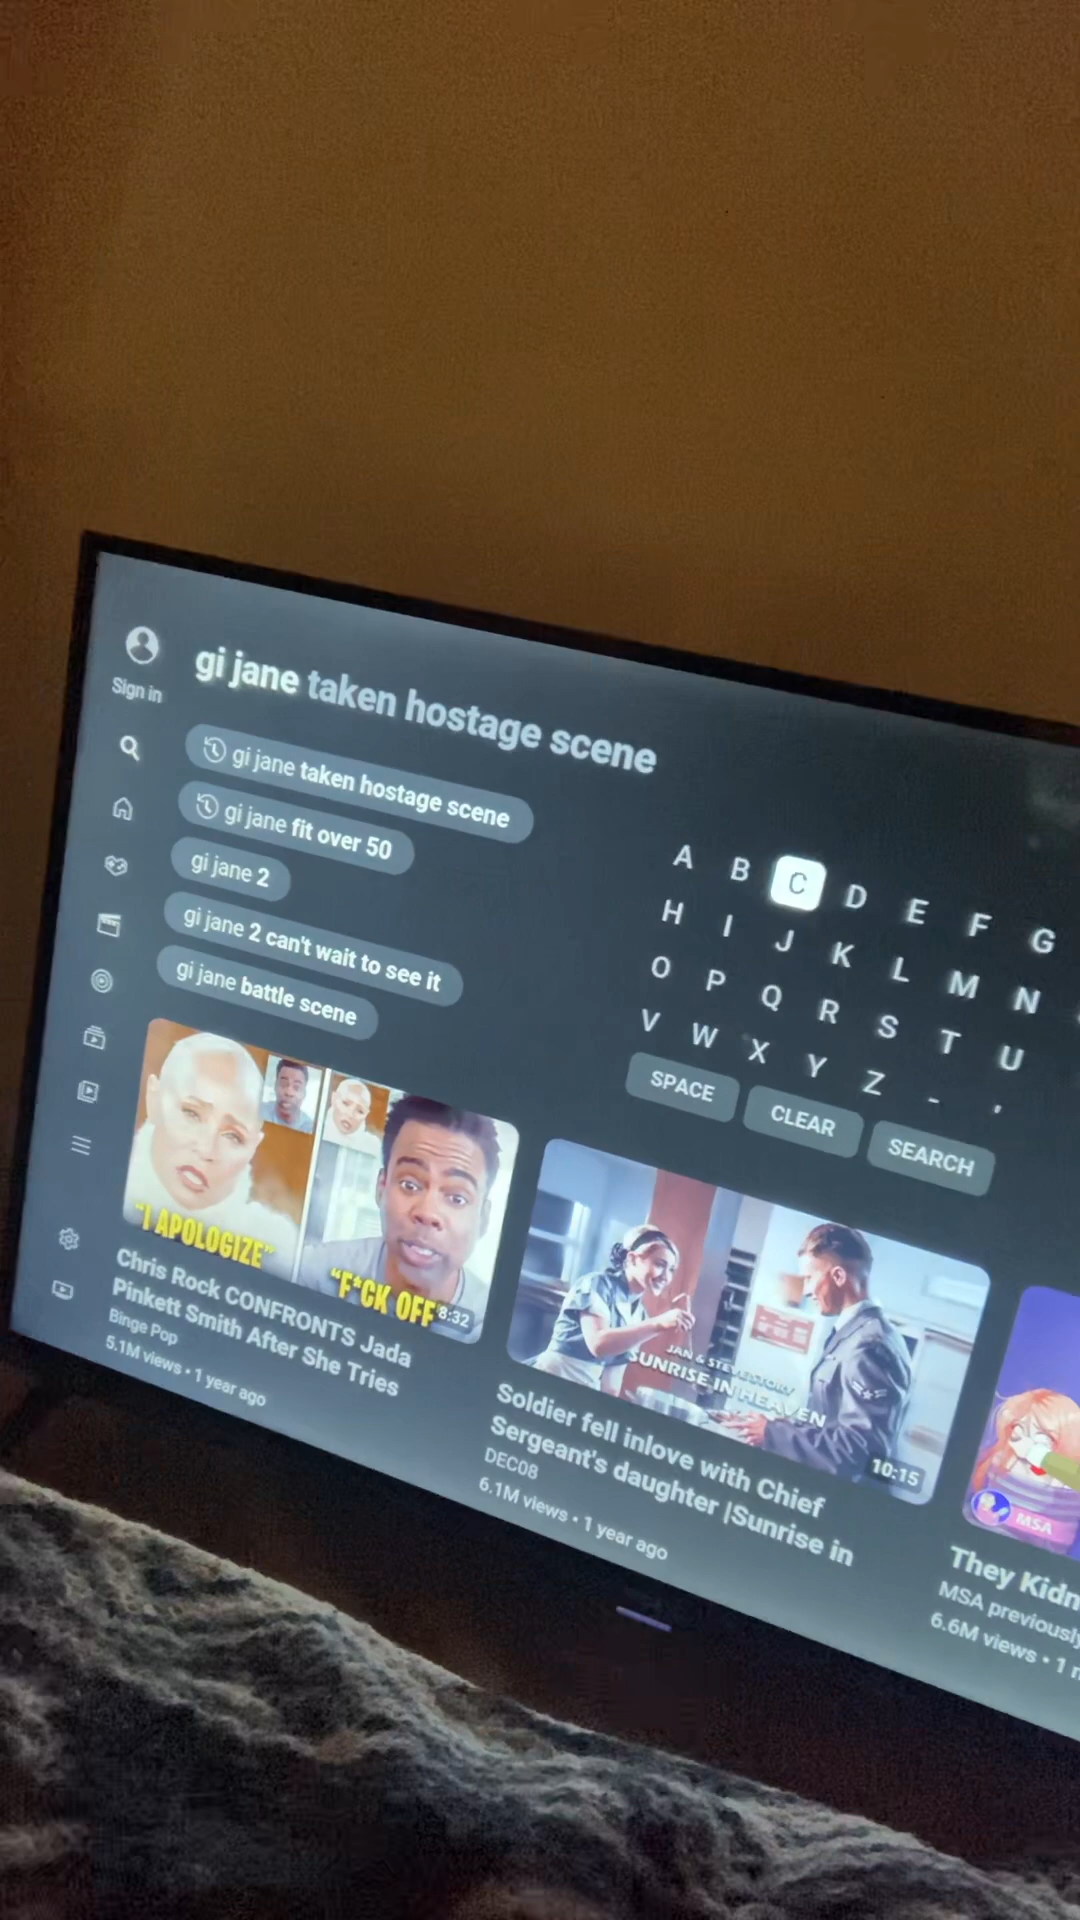 Sign in
gi jane taken hostage scene
gi jane taken hostage scene
gi jane fit over 50
gi jane 2
gi jane 2 can't wait to see it
gi jane battle scene
A B C D E F G
H I J K L M N
O P Q R S T U
V W X Y Z - '
SPACE CLEAR SEARCH
"I APOLOGIZE"
"F*CK OFF"
8:32
Chris Rock CONFRONTS Jada
Pinkett Smith After She Tries
Binge Pop
5.1M views • 1 year ago
JAN & STEVE STORY
SUNRISE IN HEAVEN
10:15
Soldier fell inlove with Chief
Sergeant's daughter |Sunrise in
DEC08
6.1M views • 1 year ago
MSA
They Kidn
MSA previously
6.6M views • 1